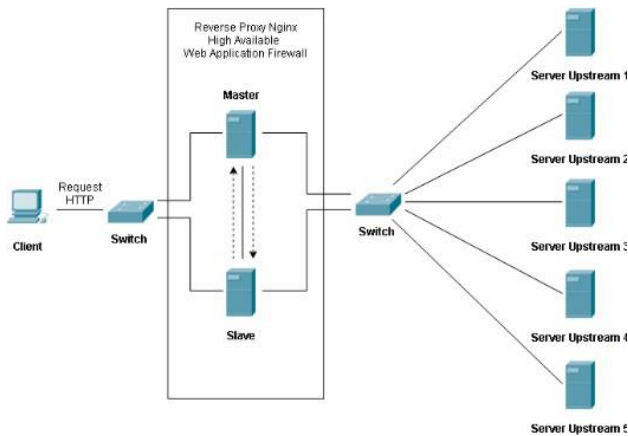 Reverse Proxy Nginx
High Available
Web Application Firewall
Master
Request
HTTP
Client
Switch
Slave
Switch
Server Upstream 1
Server Upstream 2
Server Upstream 3
Server Upstream 4
Server Upstream 5